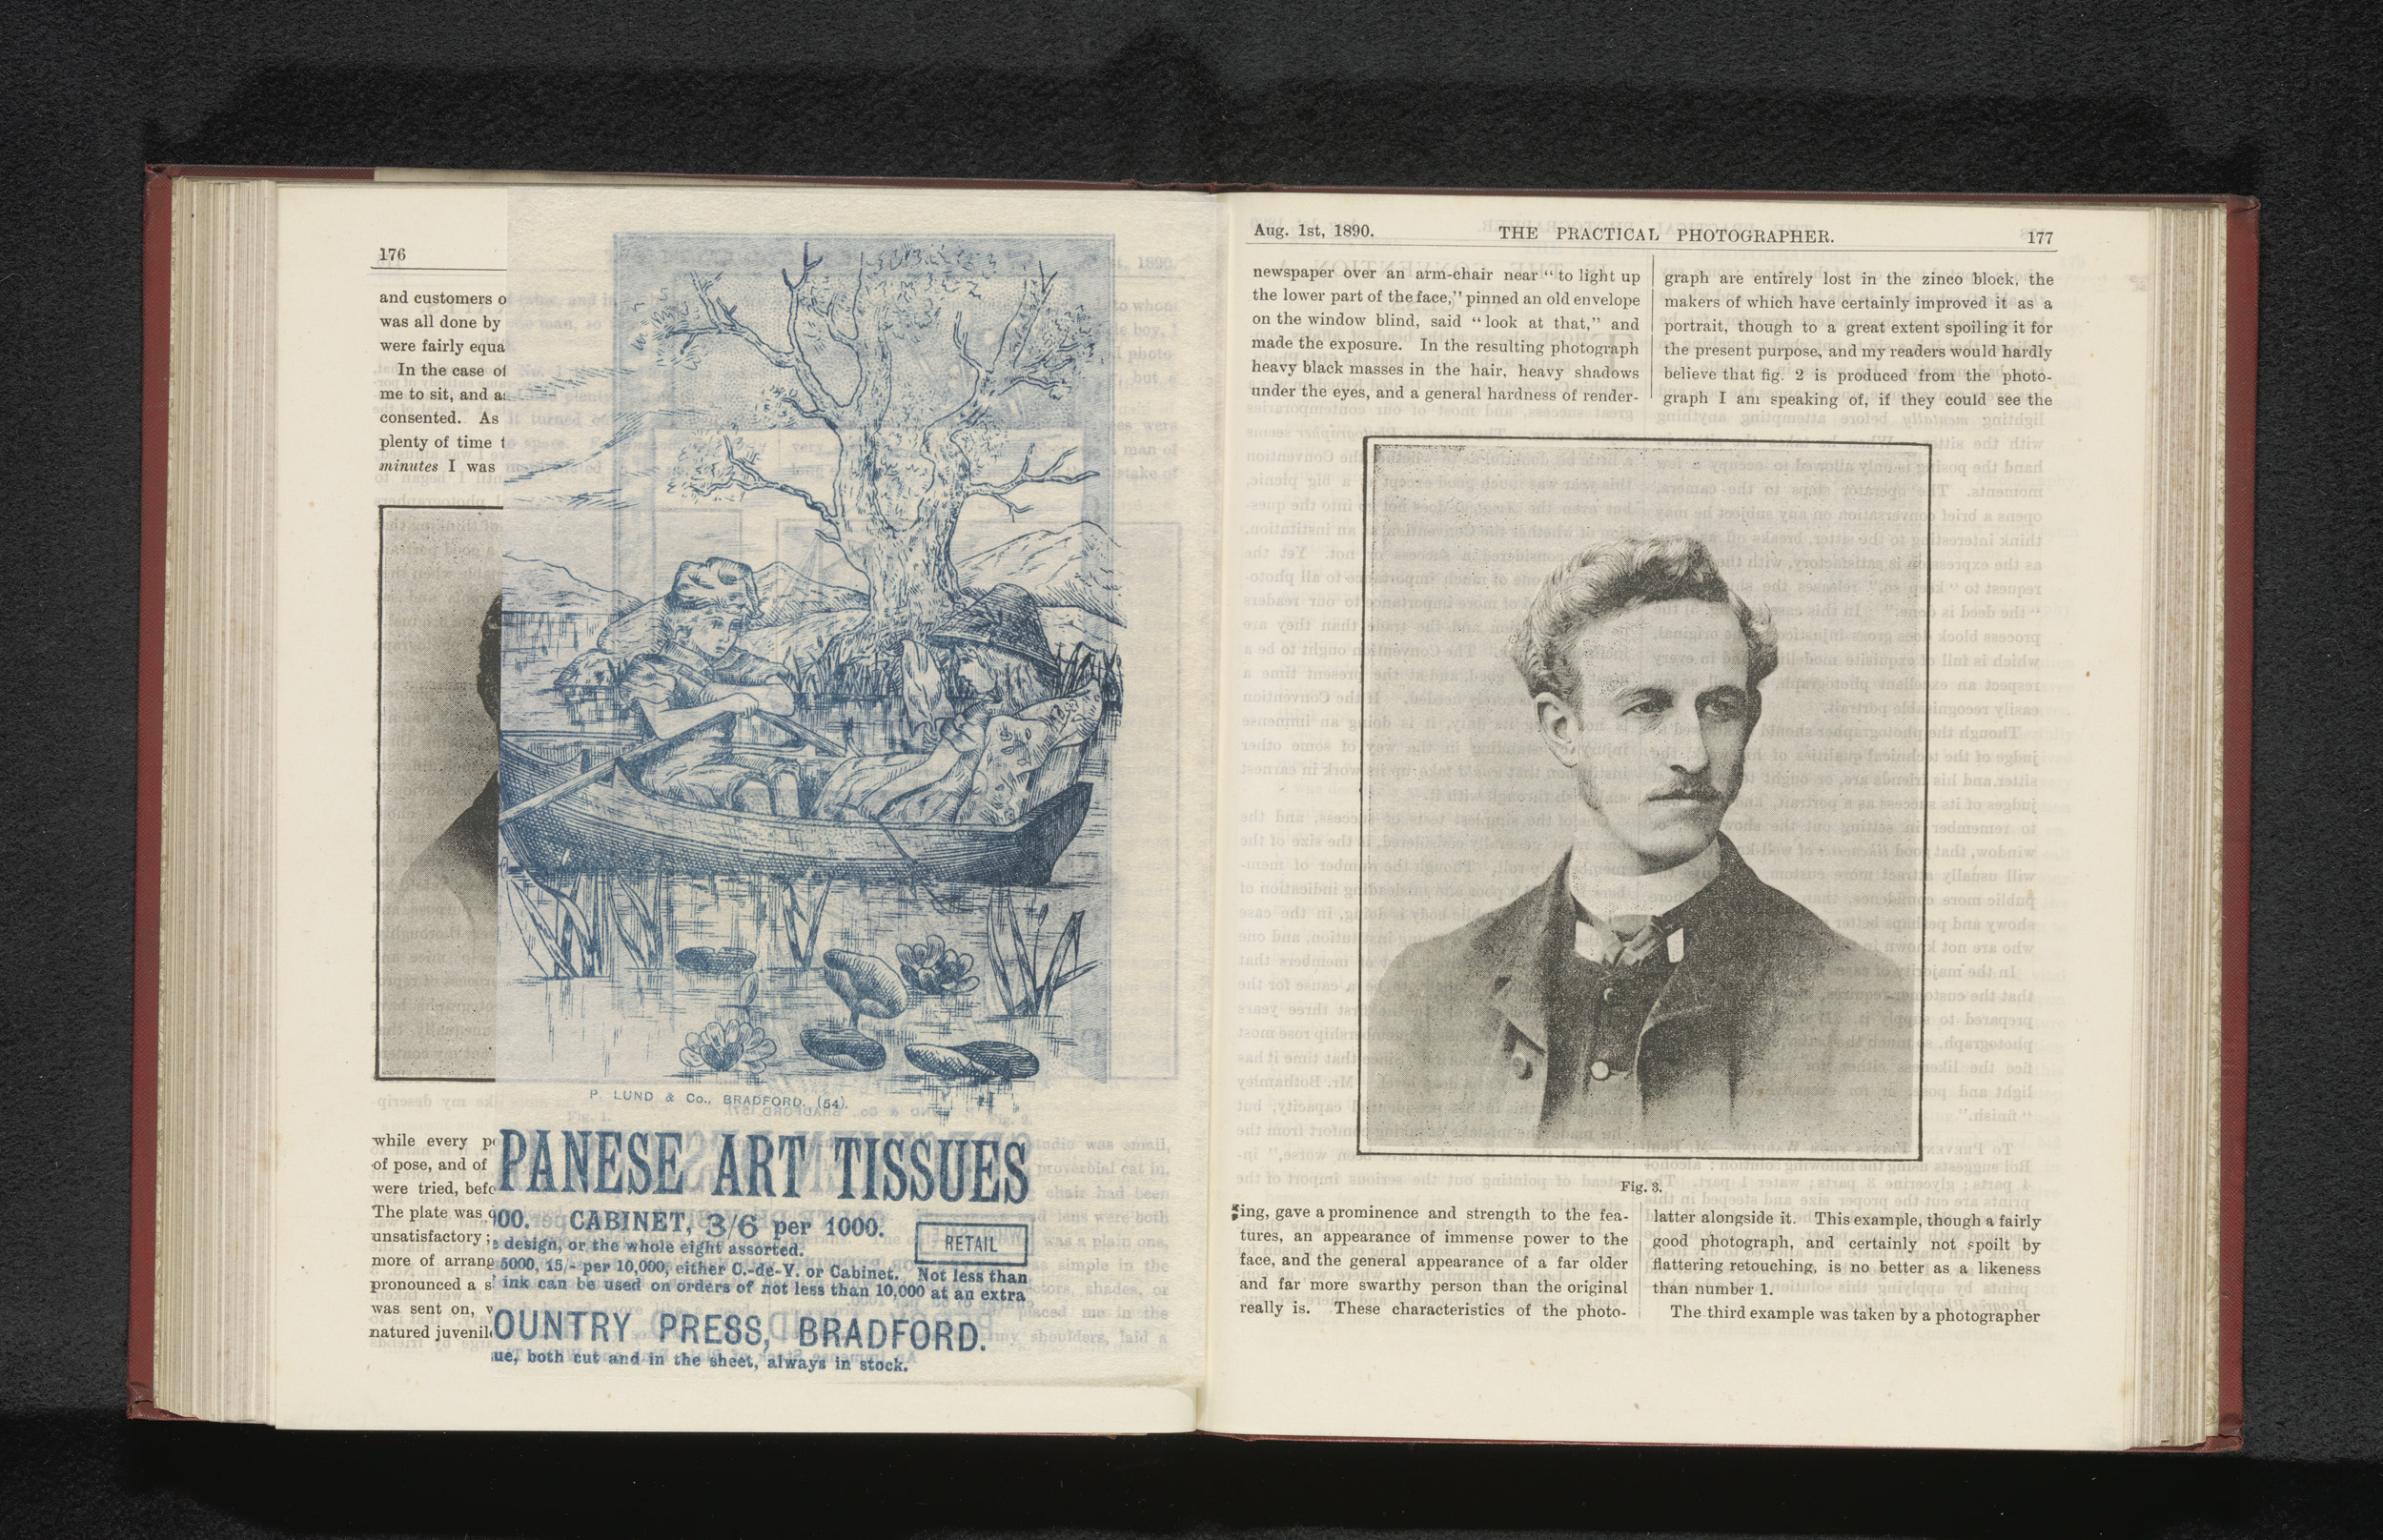 176
and customers o
was all done by
were fairly equa
In the case of
me to sit, and a
consented. As
plenty of time t
minutes I was
P. LUND & Co., BRADFORD. (54).
PANESE ART TISSUES
00. CABINET, 3/6 per 1000.
e design, or the whole eight assorted.
RETAIL
5000, 15/- per 10,000, either C.-de-V. or Cabinet. Not less than
ink can be used on orders of not less than 10,000 at an extra
OUNTRY PRESS, BRADFORD.
ue, both cut and in the sheet, always in stock.
while every po
of pose, and of
were tried, befo
The plate was
unsatisfactory;
more of arrang
pronounced a s
was sent on, w
natured juvenil
Aug. 1st, 1890. THE PRACTICAL PHOTOGRAPHER. 177
newspaper over an arm-chair near "to light up
the lower part of the face," pinned an old envelope
on the window blind, said "look at that," and
made the exposure. In the resulting photograph
heavy black masses in the hair, heavy shadows
under the eyes, and a general hardness of render-
graph are entirely lost in the zinco block, the
makers of which have certainly improved it as a
portrait, though to a great extent spoiling it for
the present purpose, and my readers would hardly
believe that fig. 2 is produced from the photo-
graph I am speaking of, if they could see the
Fig. 3.
ing, gave a prominence and strength to the fea-
tures, an appearance of immense power to the
face, and the general appearance of a far older
and far more swarthy person than the original
really is. These characteristics of the photo-
latter alongside it. This example, though a fairly
good photograph, and certainly not spoilt by
flattering retouching, is no better as a likeness
than number 1.
The third example was taken by a photographer